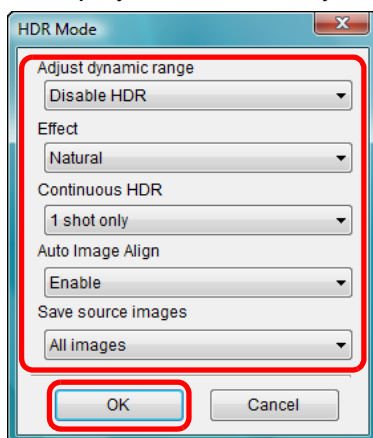 HDR Mode
Adjust dynamic range
Disable HDR
Effect
Natural
Continuous HDR
1 shot only
Auto Image Align
Enable
Save source images
All images
OK Cancel